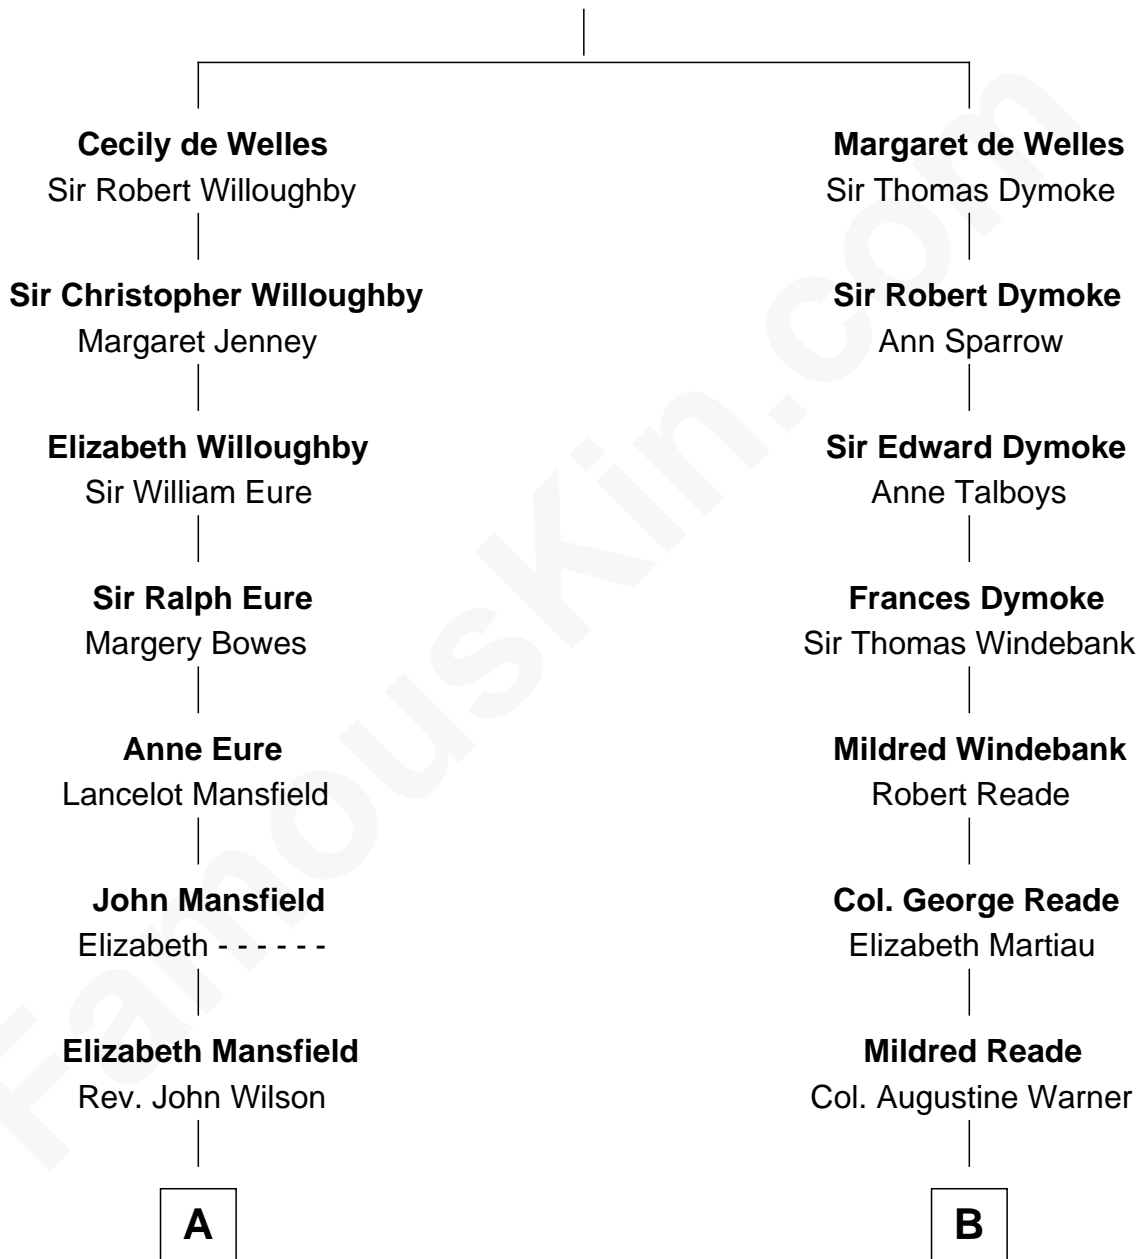 Cecily de Welles
Sir Robert Willoughby
Sir Christopher Willoughby
Margaret Jenney
Elizabeth Willoughby
Sir William Eure
Sir Ralph Eure
Margery Bowes
Anne Eure
Lancelot Mansfield
John Mansfield
Elizabeth - - - - - -
Elizabeth Mansfield
Rev. John Wilson
A
Margaret de Welles
Sir Thomas Dymoke
Sir Robert Dymoke
Ann Sparrow
Sir Edward Dymoke
Anne Talboys
Frances Dymoke
Sir Thomas Windebank
Mildred Windebank
Robert Reade
Col. George Reade
Elizabeth Martiau
Mildred Reade
Col. Augustine Warner
B
FamousKin.com